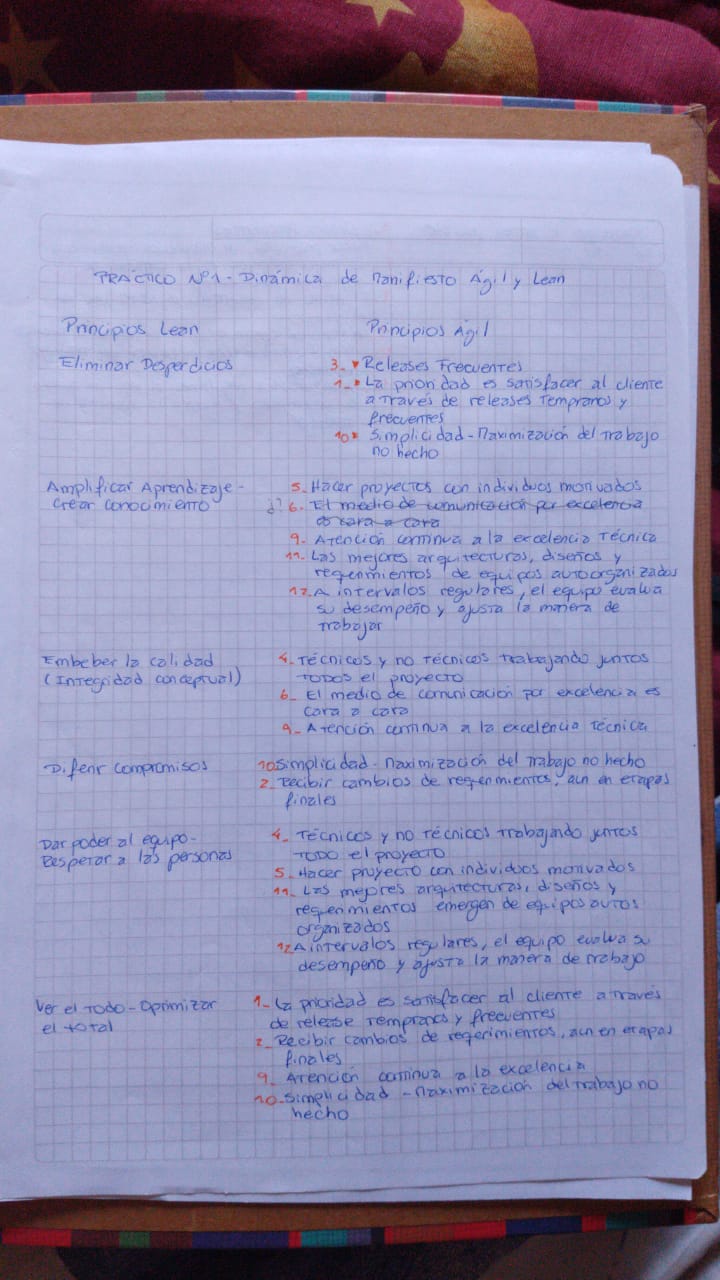 PRÁCTICO Nº1 - Dinámica de Manifiesto Ágil y Lean
Principios Lean
Principios Ágil
Eliminar Desperdicios
3. Releases Frecuentes
1. La prioridad es satisfacer al cliente
a través de releases Tempranos y
frecuentes
10. Simplicidad - Maximización del trabajo
no hecho
Amplificar Aprendizaje -
Crear conocimiento
5. Hacer proyectos con individuos motivados
¿? 6. El medio de comunicación por excelencia
es cara a cara
9. Atención continua a la excelencia Técnica
11. Las mejores arquitecturas, diseños y
requerimientos de equipos autoorganizados
12. A intervalos regulares, el equipo evalua
su desempeño y ajusta la manera de
trabajar
Embeber la calidad
(Integridad conceptual)
4. Técnicos y no técnicos trabajando juntos
todos el proyecto
6_ El medio de comunicación por excelencia es
cara a cara
9_ Atención continua a la excelencia técnica
Diferir compromisos
10. Simplicidad - Maximización del trabajo no hecho
2. Recibir cambios de requerimientos, aun en etapas
finales
Dar poder al equipo -
Respetar a las personas
4. Técnicos y no técnicos trabajando juntos
TODO el proyecto
5. Hacer proyecto con individuos motivados
11. Las mejores arquitecturas, diseños y
requerimientos emergen de equipos autos
organizados
12. A intervalos regulares, el equipo evalua su
desempeño y ajusta la manera de trabajo
Ver el todo - Optimizar
el total
1- La prioridad es satisfacer al cliente a través
de release tempranos y frecuentes
2_ Recibir cambios de regerimientos, aun en etapas
finales
9. Atención continua a la excelencia
10. Simplicidad - Maximización del trabajo no
hecho